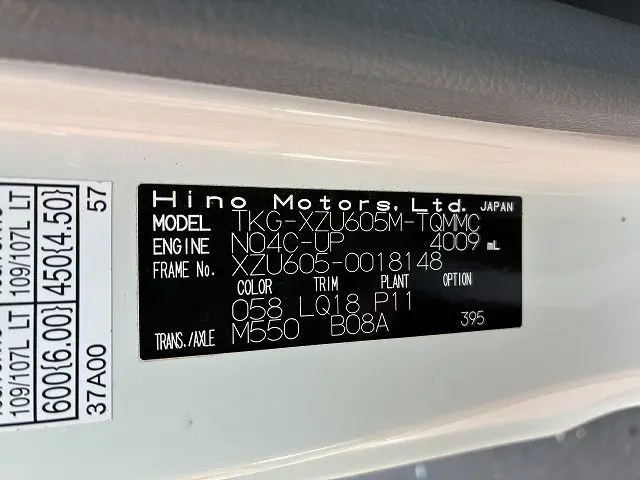 Hino Motors, Ltd. JAPAN
MODEL TKG-XZU605M-TQMMC
ENGINE N04C-UP 4009 mL
FRAME No. XZU605-0018148
COLOR TRIM PLANT OPTION
058 LQ18 P11
TRANS./AXLE M550 B08A 395
109/107L LT 109/107L LT
600{6.00} 450{4.50}
37A00 57